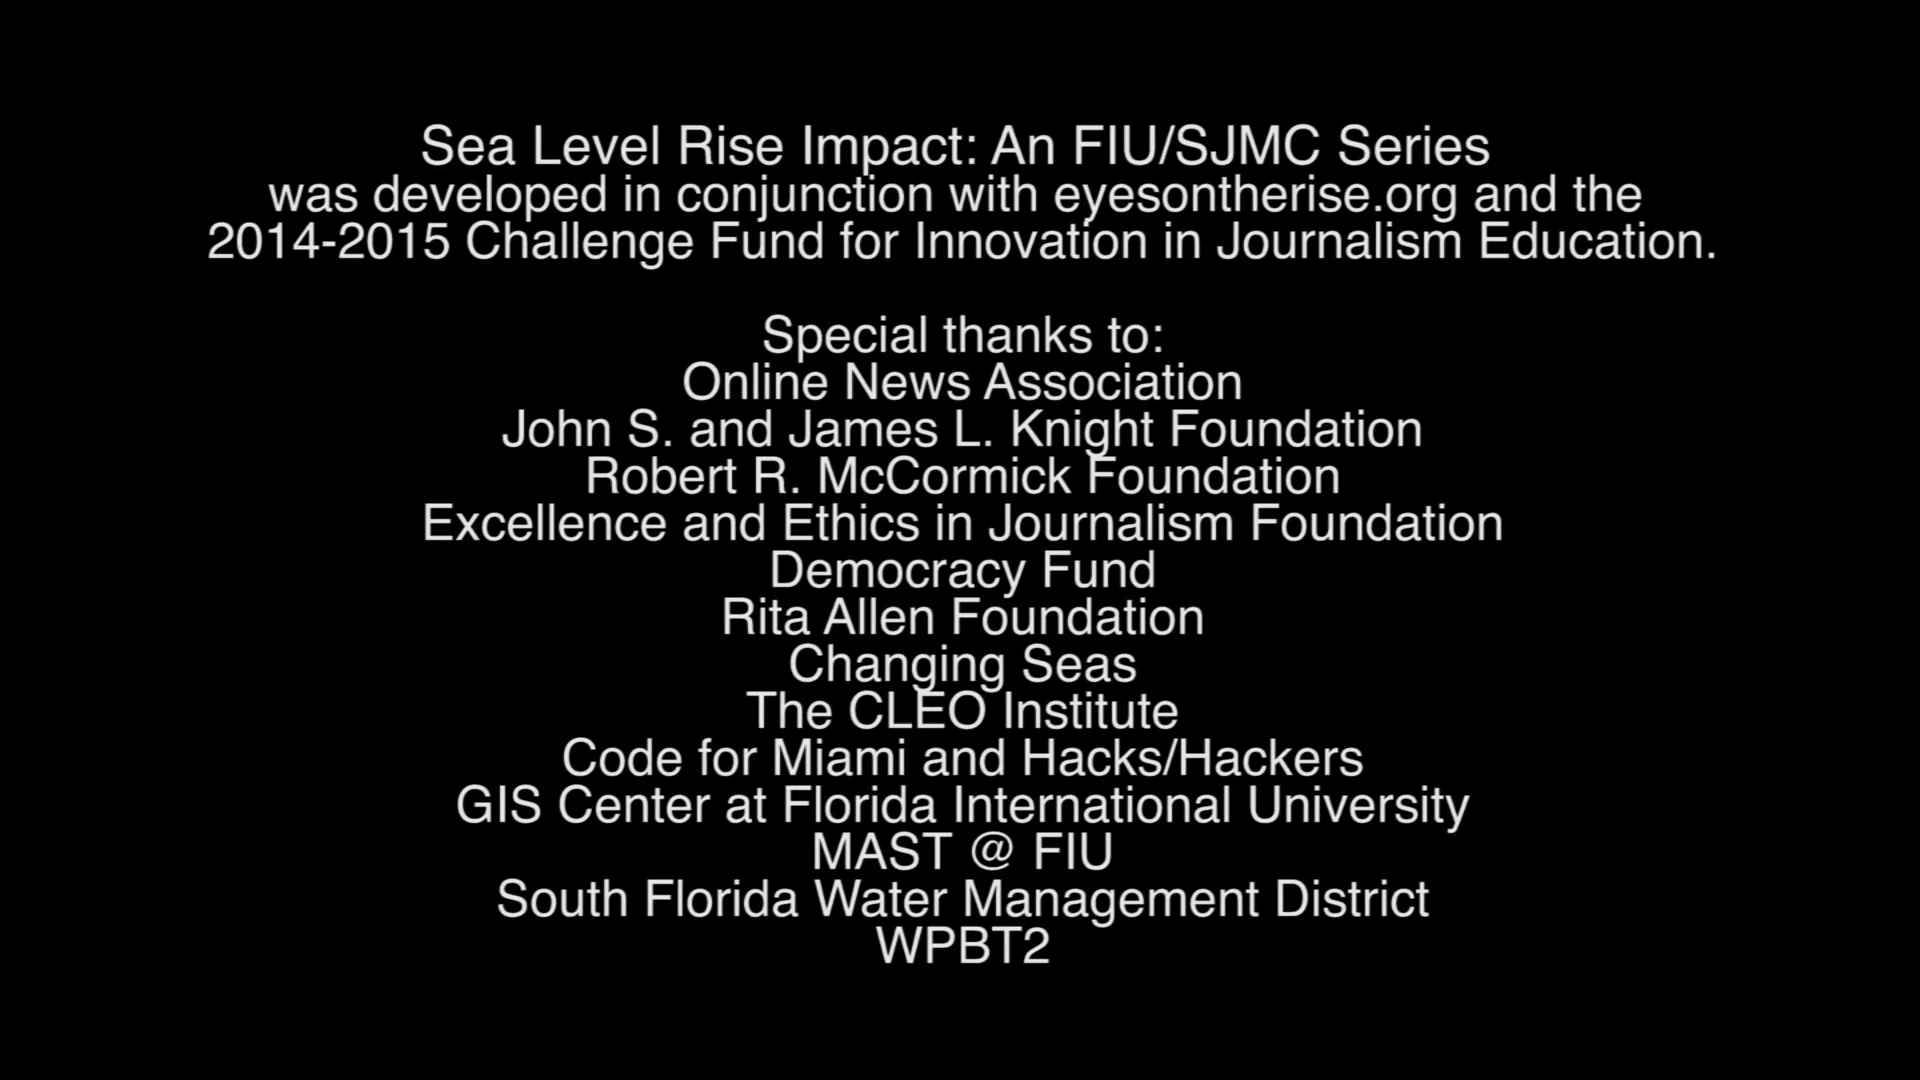 Sea Level Rise Impact: An FIU/SJMC Series
was developed in conjunction with eyesontherise.org and the
2014-2015 Challenge Fund for Innovation in Journalism Education.
Special thanks to:
Online News Association
John S. and James L. Knight Foundation
Robert R. McCormick Foundation
Excellence and Ethics in Journalism Foundation
Democracy Fund
Rita Allen Foundation
Changing Seas
The CLEO Institute
Code for Miami and Hacks/Hackers
GIS Center at Florida International University
MAST @ FIU
South Florida Water Management District
WPBT2